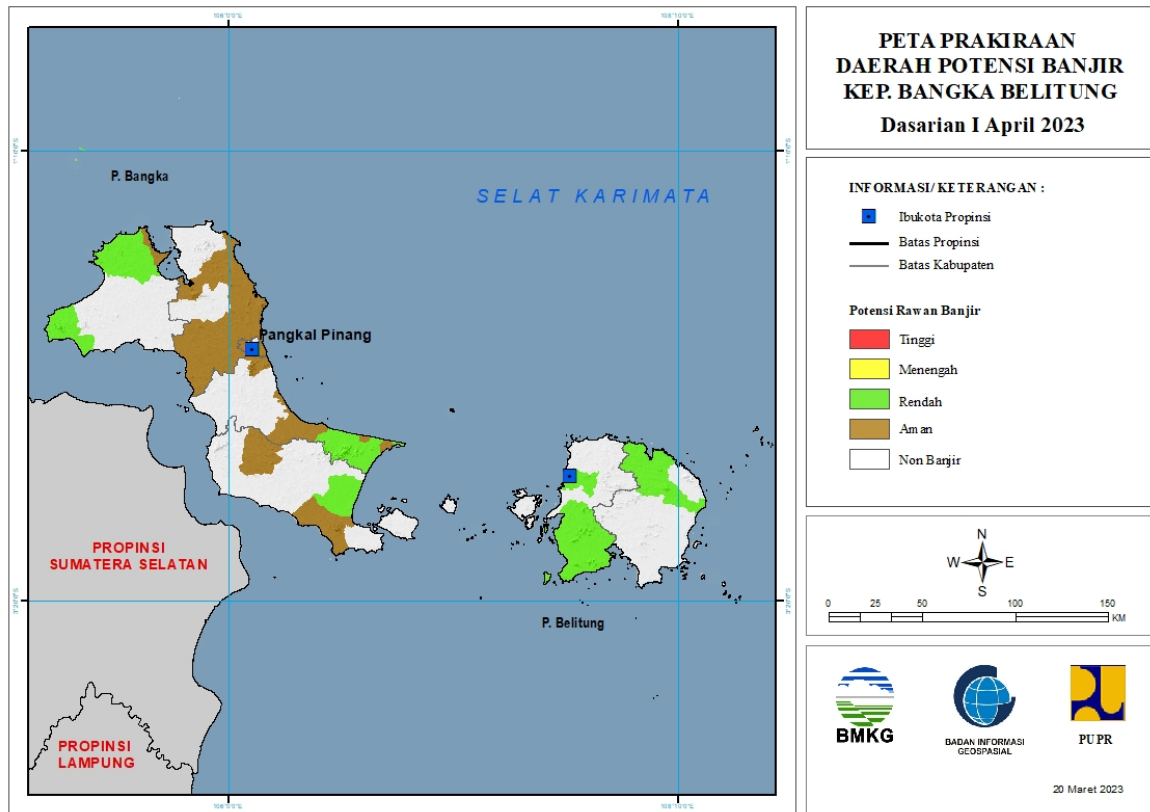 PETA PRAKIRAAN
DAERAH POTENSI BANJIR
KEP. BANGKA BELITUNG
Dasarian I April 2023
P. Bangka
SELAT KARIMATA
Pangkal Pinang
PROPINSI
SUMATERA SELATAN
P. Belitung
PROPINSI
LAMPUNG
INFORMASI/ KETERANGAN :
Ibukota Propinsi
Batas Propinsi
Batas Kabupaten
Potensi Rawan Banjir
Tinggi
Menengah
Rendah
Aman
Non Banjir
N
W E
S
0 25 50 100 150
KM
BMKG
BADAN INFORMASI
GEOSPASIAL
PUPR
20 Maret 2023